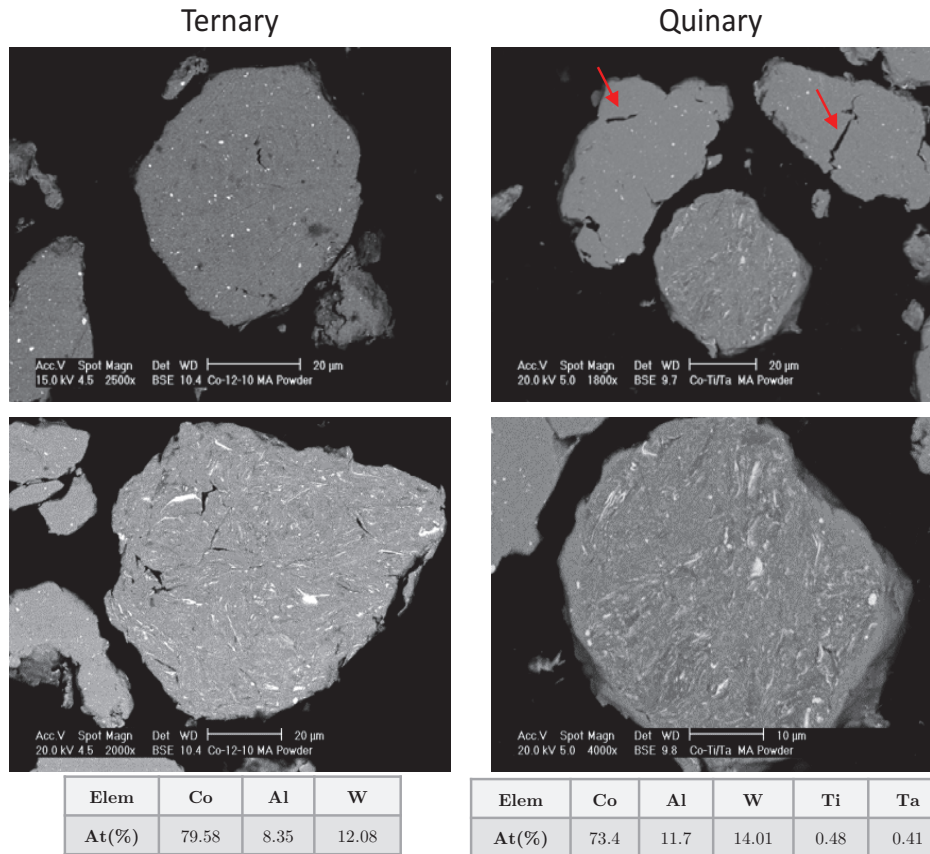 Ternary
Quinary
Acc.V Spot Magn Det WD 20 µm
15.0 kV 4.5 2500x BSE 10.4 Co-12-10 MA Powder
Acc.V Spot Magn Det WD 20 µm
20.0 kV 5.0 1800x BSE 9.7 Co-Ti/Ta MA Powder
Acc.V Spot Magn Det WD 20 µm
20.0 kV 4.5 2000x BSE 10.4 Co-12-10 MA Powder
Acc.V Spot Magn Det WD 10 µm
20.0 kV 5.0 4000x BSE 9.8 Co-Ti/Ta MA Powder
Elem Co Al W
At(%) 79.58 8.35 12.08
Elem Co Al W Ti Ta
At(%) 73.4 11.7 14.01 0.48 0.41